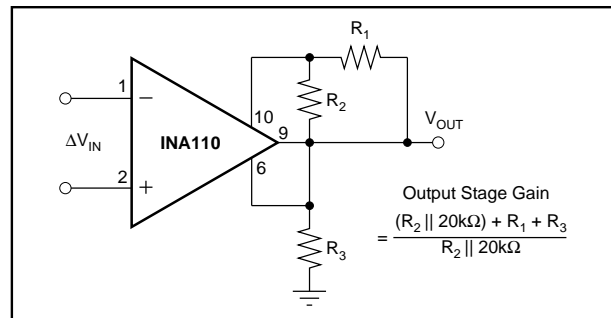 R₁
1
−
10
R₂
V_OUT
9
ΔV_IN
INA110
6
2
+
Output Stage Gain
= (R₂ || 20kΩ) + R₁ + R₃
R₂ || 20kΩ
R₃